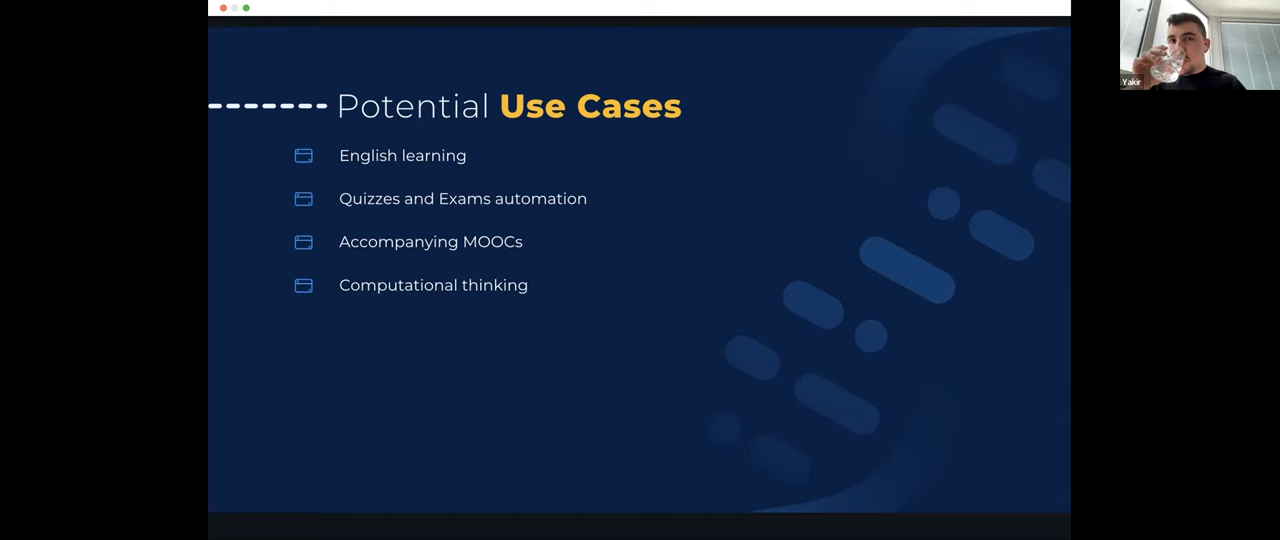 Potential Use Cases
English learning
Quizzes and Exams automation
Accompanying MOOCs
Computational thinking
Yakir